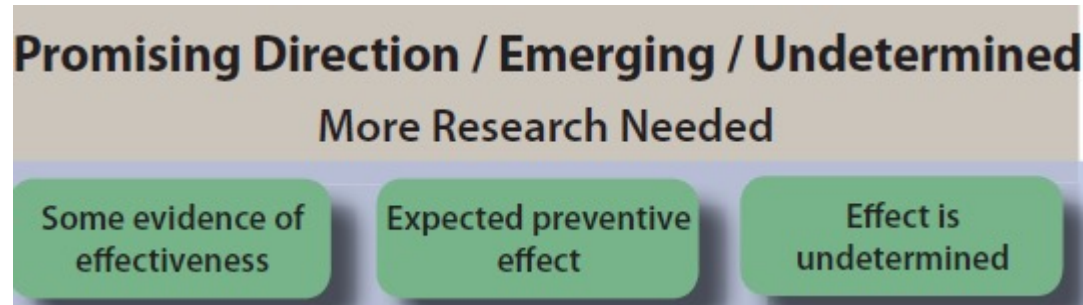 Promising Direction / Emerging / Undetermined
More Research Needed
Some evidence of
effectiveness
Expected preventive
effect
Effect is
undetermined